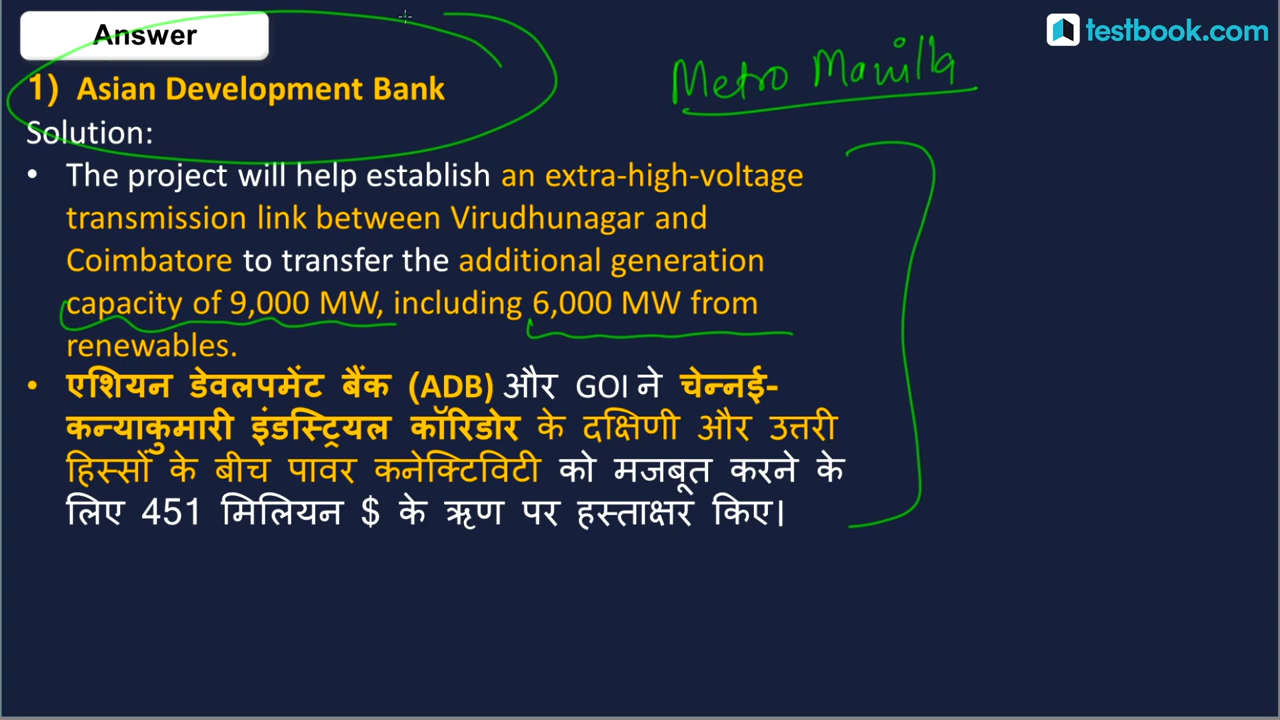 Answer
testbook.com
Metro Manilla
1) Asian Development Bank
Solution:
• The project will help establish an extra-high-voltage
transmission link between Virudhunagar and
Coimbatore to transfer the additional generation
capacity of 9,000 MW, including 6,000 MW from
renewables.
• एशियन डेवलपमेंट बैंक (ADB) और GOI ने चेन्नई-
कन्याकुमारी इंडस्ट्रियल कॉरिडोर के दक्षिणी और उत्तरी
हिस्सों के बीच पावर कनेक्टिविटी को मजबूत करने के
लिए 451 मिलियन $ के ऋण पर हस्ताक्षर किए।